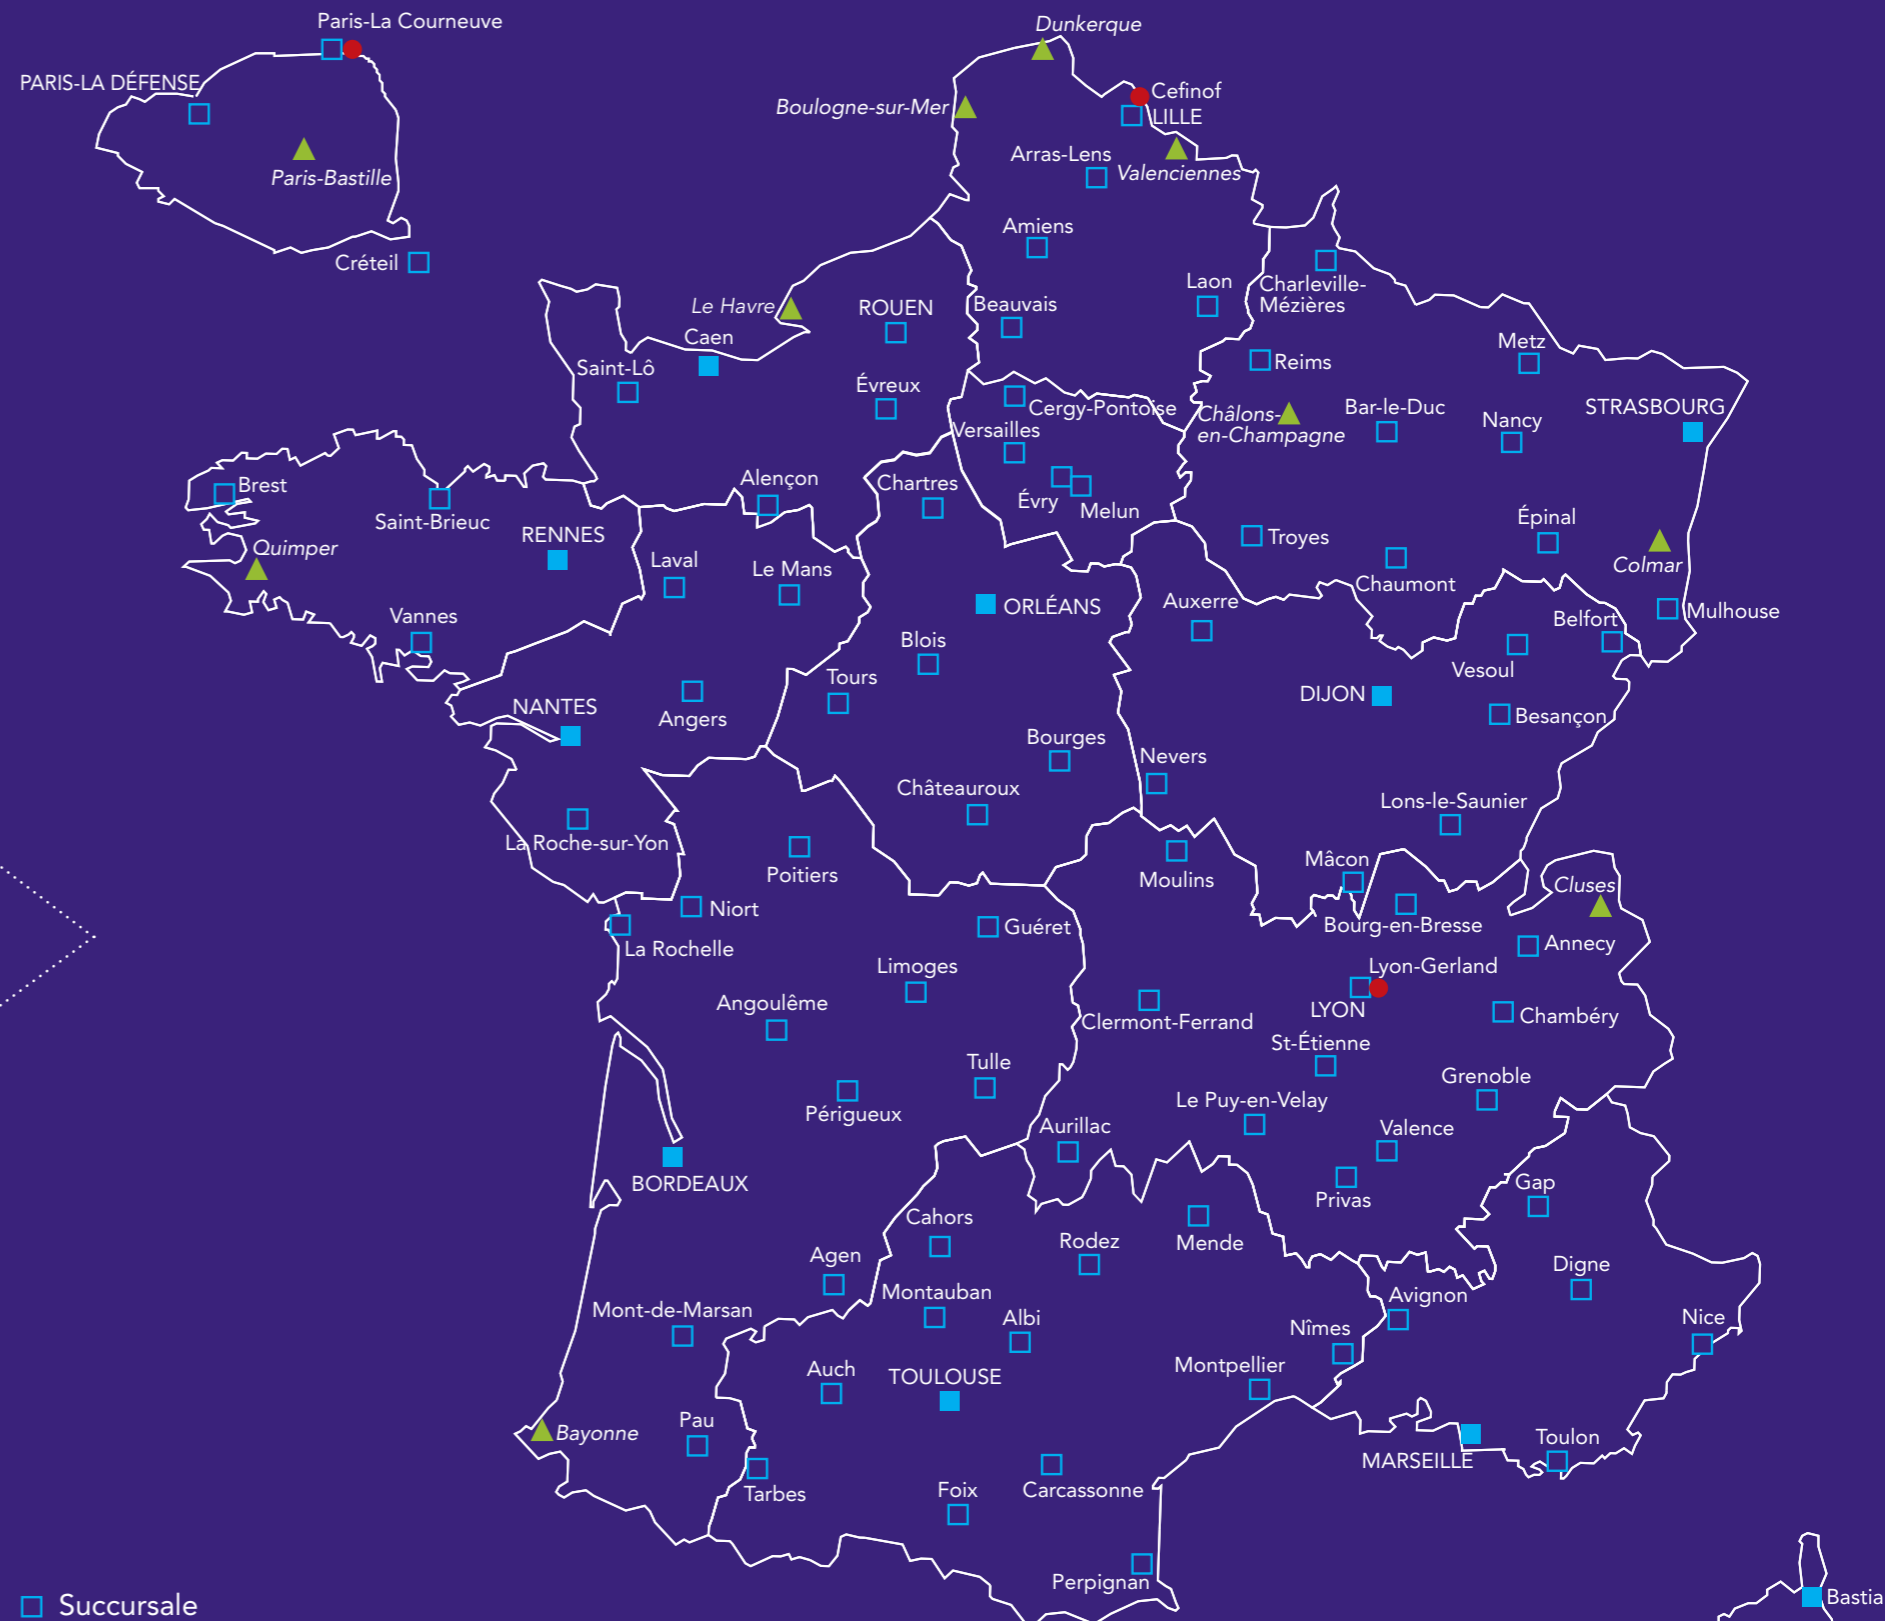 Paris-La Courneuve
Dunkerque
PARIS-LA DÉFENSE
Cefinof
Boulogne-sur-Mer
LILLE
Arras-Lens
Valenciennes
Paris-Bastille
Amiens
Créteil
Laon
Charleville-
Mézières
Le Havre
ROUEN
Beauvais
Caen
Metz
Saint-Lô
Reims
Évreux
Cergy-Pontoise
Châlons-
en-Champagne
Bar-le-Duc
STRASBOURG
Versailles
Nancy
Brest
Alençon
Chartres
Évry
Melun
Saint-Brieuc
Épinal
RENNES
Troyes
Quimper
Laval
Le Mans
Chaumont
Colmar
ORLÉANS
Auxerre
Mulhouse
Vannes
Belfort
Blois
Vesoul
Tours
DIJON
NANTES
Angers
Besançon
Bourges
Nevers
Châteauroux
Lons-le-Saunier
La Roche-sur-Yon
Poitiers
Moulins
Mâcon
Cluses
Niort
Guéret
Bourg-en-Bresse
La Rochelle
Annecy
Limoges
Lyon-Gerland
Angoulême
LYON
Clermont-Ferrand
Chambéry
St-Étienne
Tulle
Grenoble
Périgueux
Le Puy-en-Velay
Aurillac
Valence
BORDEAUX
Gap
Privas
Cahors
Rodez
Mende
Agen
Digne
Montauban
Avignon
Mont-de-Marsan
Albi
Nîmes
Nice
Auch
TOULOUSE
Montpellier
Pau
Bayonne
Toulon
MARSEILLE
Tarbes
Foix
Carcassonne
Perpignan
Bastia
Succursale